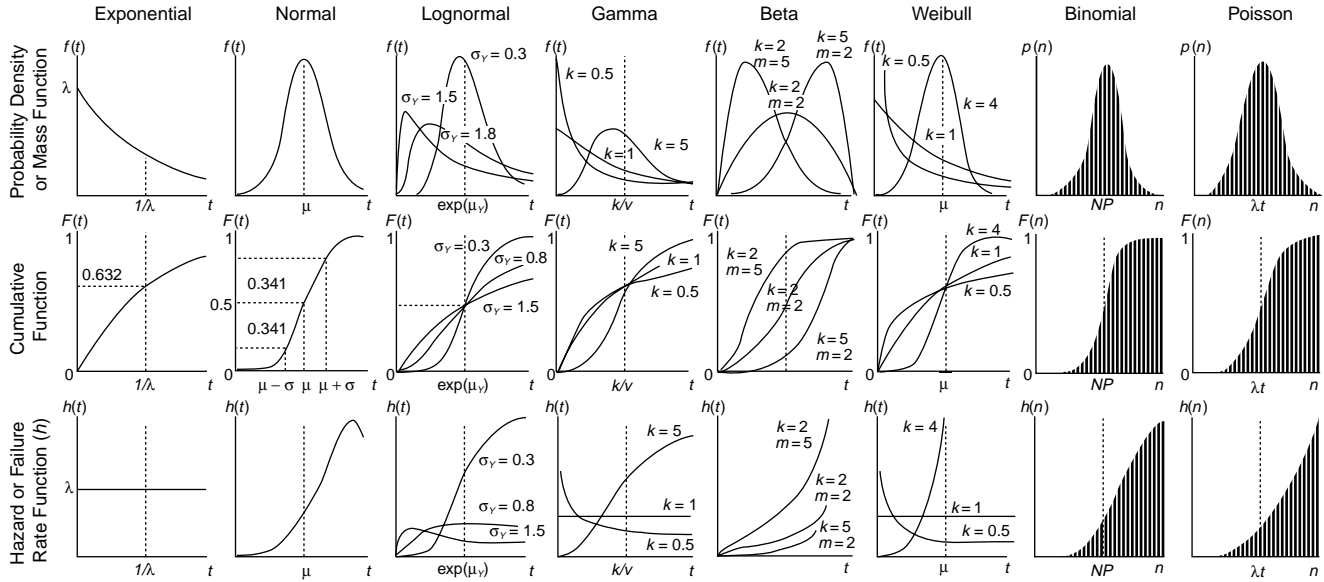 Exponential Normal Lognormal Gamma Beta Weibull Binomial Poisson
Probability Density
or Mass Function
f(t) λ 1/λ t
f(t) μ t
f(t) σY = 0.3 σY = 1.5 σY = 1.8 exp(μY) t
f(t) k = 0.5 k = 1 k = 5 k/v t
f(t) k = 2 m = 5 k = 5 m = 2 k = 2 m = 2 t
f(t) k = 0.5 k = 4 k = 1 μ t
p(n) NP n
p(n) λt n
Cumulative
Function
F(t) 1 0.632 0 1/λ t
F(t) 1 0.341 0.5 0.341 0 μ − σ μ μ + σ t
F(t) 1 σY = 0.3 σY = 0.8 σY = 1.5 0 exp(μY) t
F(t) 1 k = 5 k = 1 k = 0.5 0 k/v t
F(t) 1 k = 2 m = 5 k = 2 m = 2 k = 5 m = 2 0 t
F(t) 1 k = 4 k = 1 k = 0.5 0 μ t
F(n) 1 0 NP n
F(n) 1 0 λt n
Hazard or Failure
Rate Function (h)
h(t) λ 1/λ t
h(t) μ t
h(t) σY = 0.3 σY = 0.8 σY = 1.5 exp(μY) t
h(t) k = 5 k = 1 k = 0.5 k/v t
h(t) k = 2 m = 5 k = 2 m = 2 k = 5 m = 2 t
h(t) k = 4 k = 1 k = 0.5 μ t
h(n) NP n
h(n) λt n